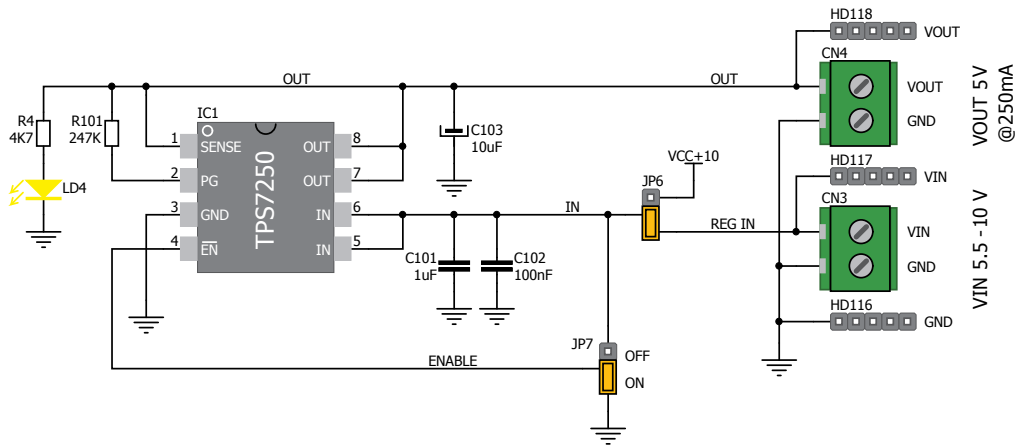 HD118
VOUT
CN4
VOUT
GND
VOUT 5V
@250mA
OUT
OUT
R4
4K7
R101
247K
LD4
IC1
TPS7250
1
SENSE
2
PG
3
GND
4
EN
OUT
8
OUT
7
IN
6
IN
5
C103
10uF
VCC+10
JP6
IN
REG IN
C101
1uF
C102
100nF
HD117
VIN
CN3
VIN
GND
VIN 5.5 - 10 V
HD116
GND
JP7
OFF
ON
ENABLE